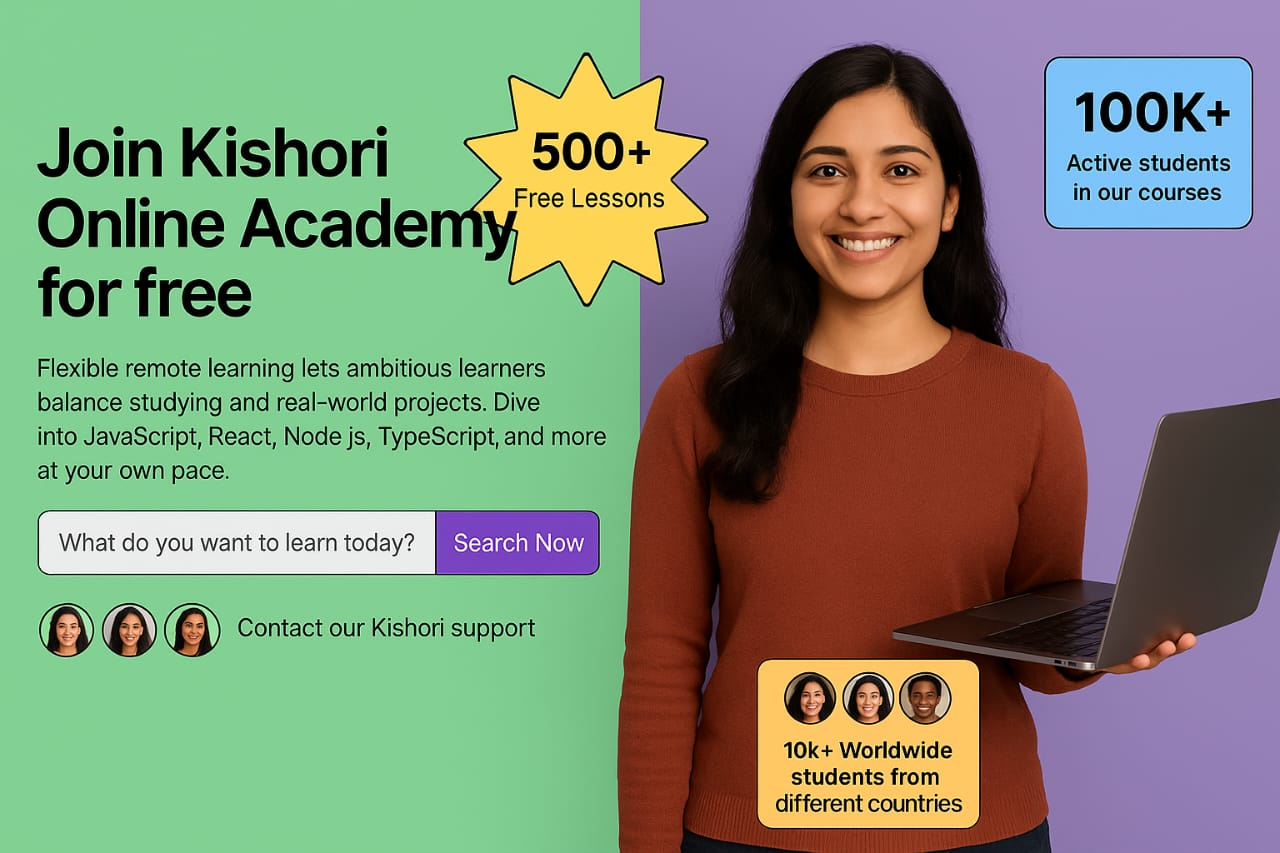 Join Kishori
Online Academy
for free
500+
Free Lessons
100K+
Active students
in our courses
Flexible remote learning lets ambitious learners
balance studying and real-world projects. Dive
into JavaScript, React, Node js, TypeScript, and more
at your own pace.
What do you want to learn today?
Search Now
Contact our Kishori support
10k+ Worldwide
students from
different countries